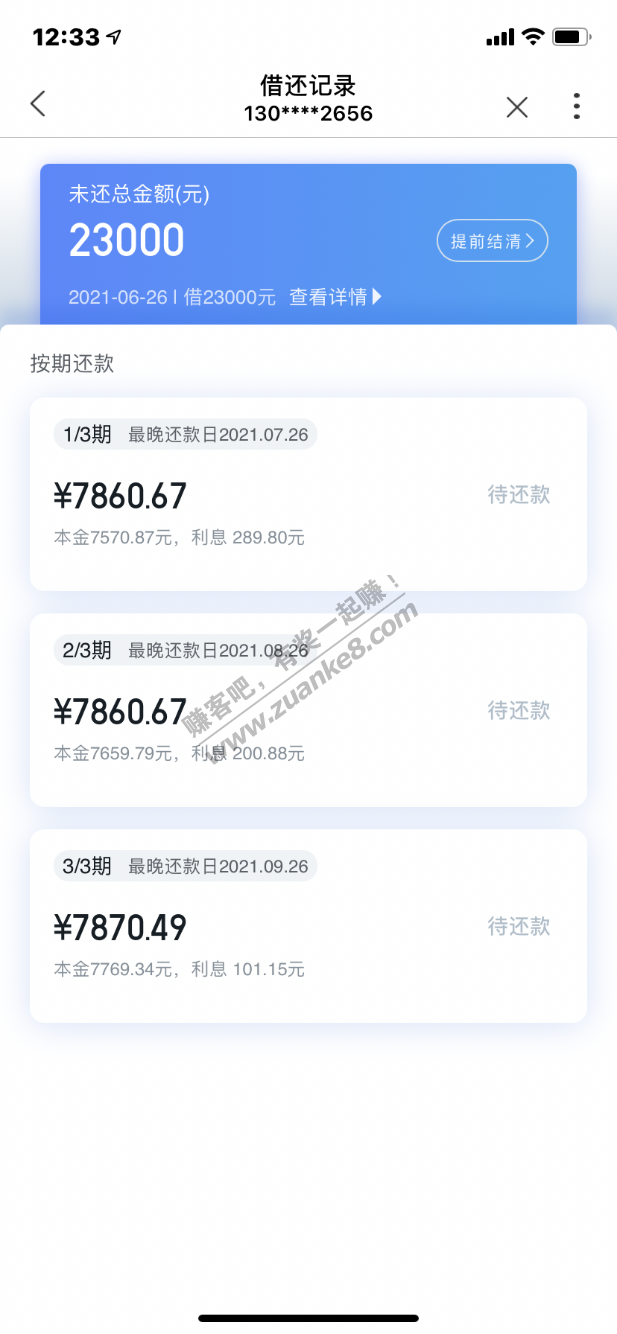 12:33
借还记录
130****2656
未还总金额(元)
23000
提前结清
2021-06-26 | 借23000元 查看详情
按期还款
1/3期 最晚还款日2021.07.26
¥7860.67
待还款
本金7570.87元，利息 289.80元
2/3期 最晚还款日2021.08.26
¥7860.67
待还款
本金7659.79元，利息 200.88元
3/3期 最晚还款日2021.09.26
¥7870.49
待还款
本金7769.34元，利息 101.15元
赚客吧，有奖一起赚！
www.zuanke8.com